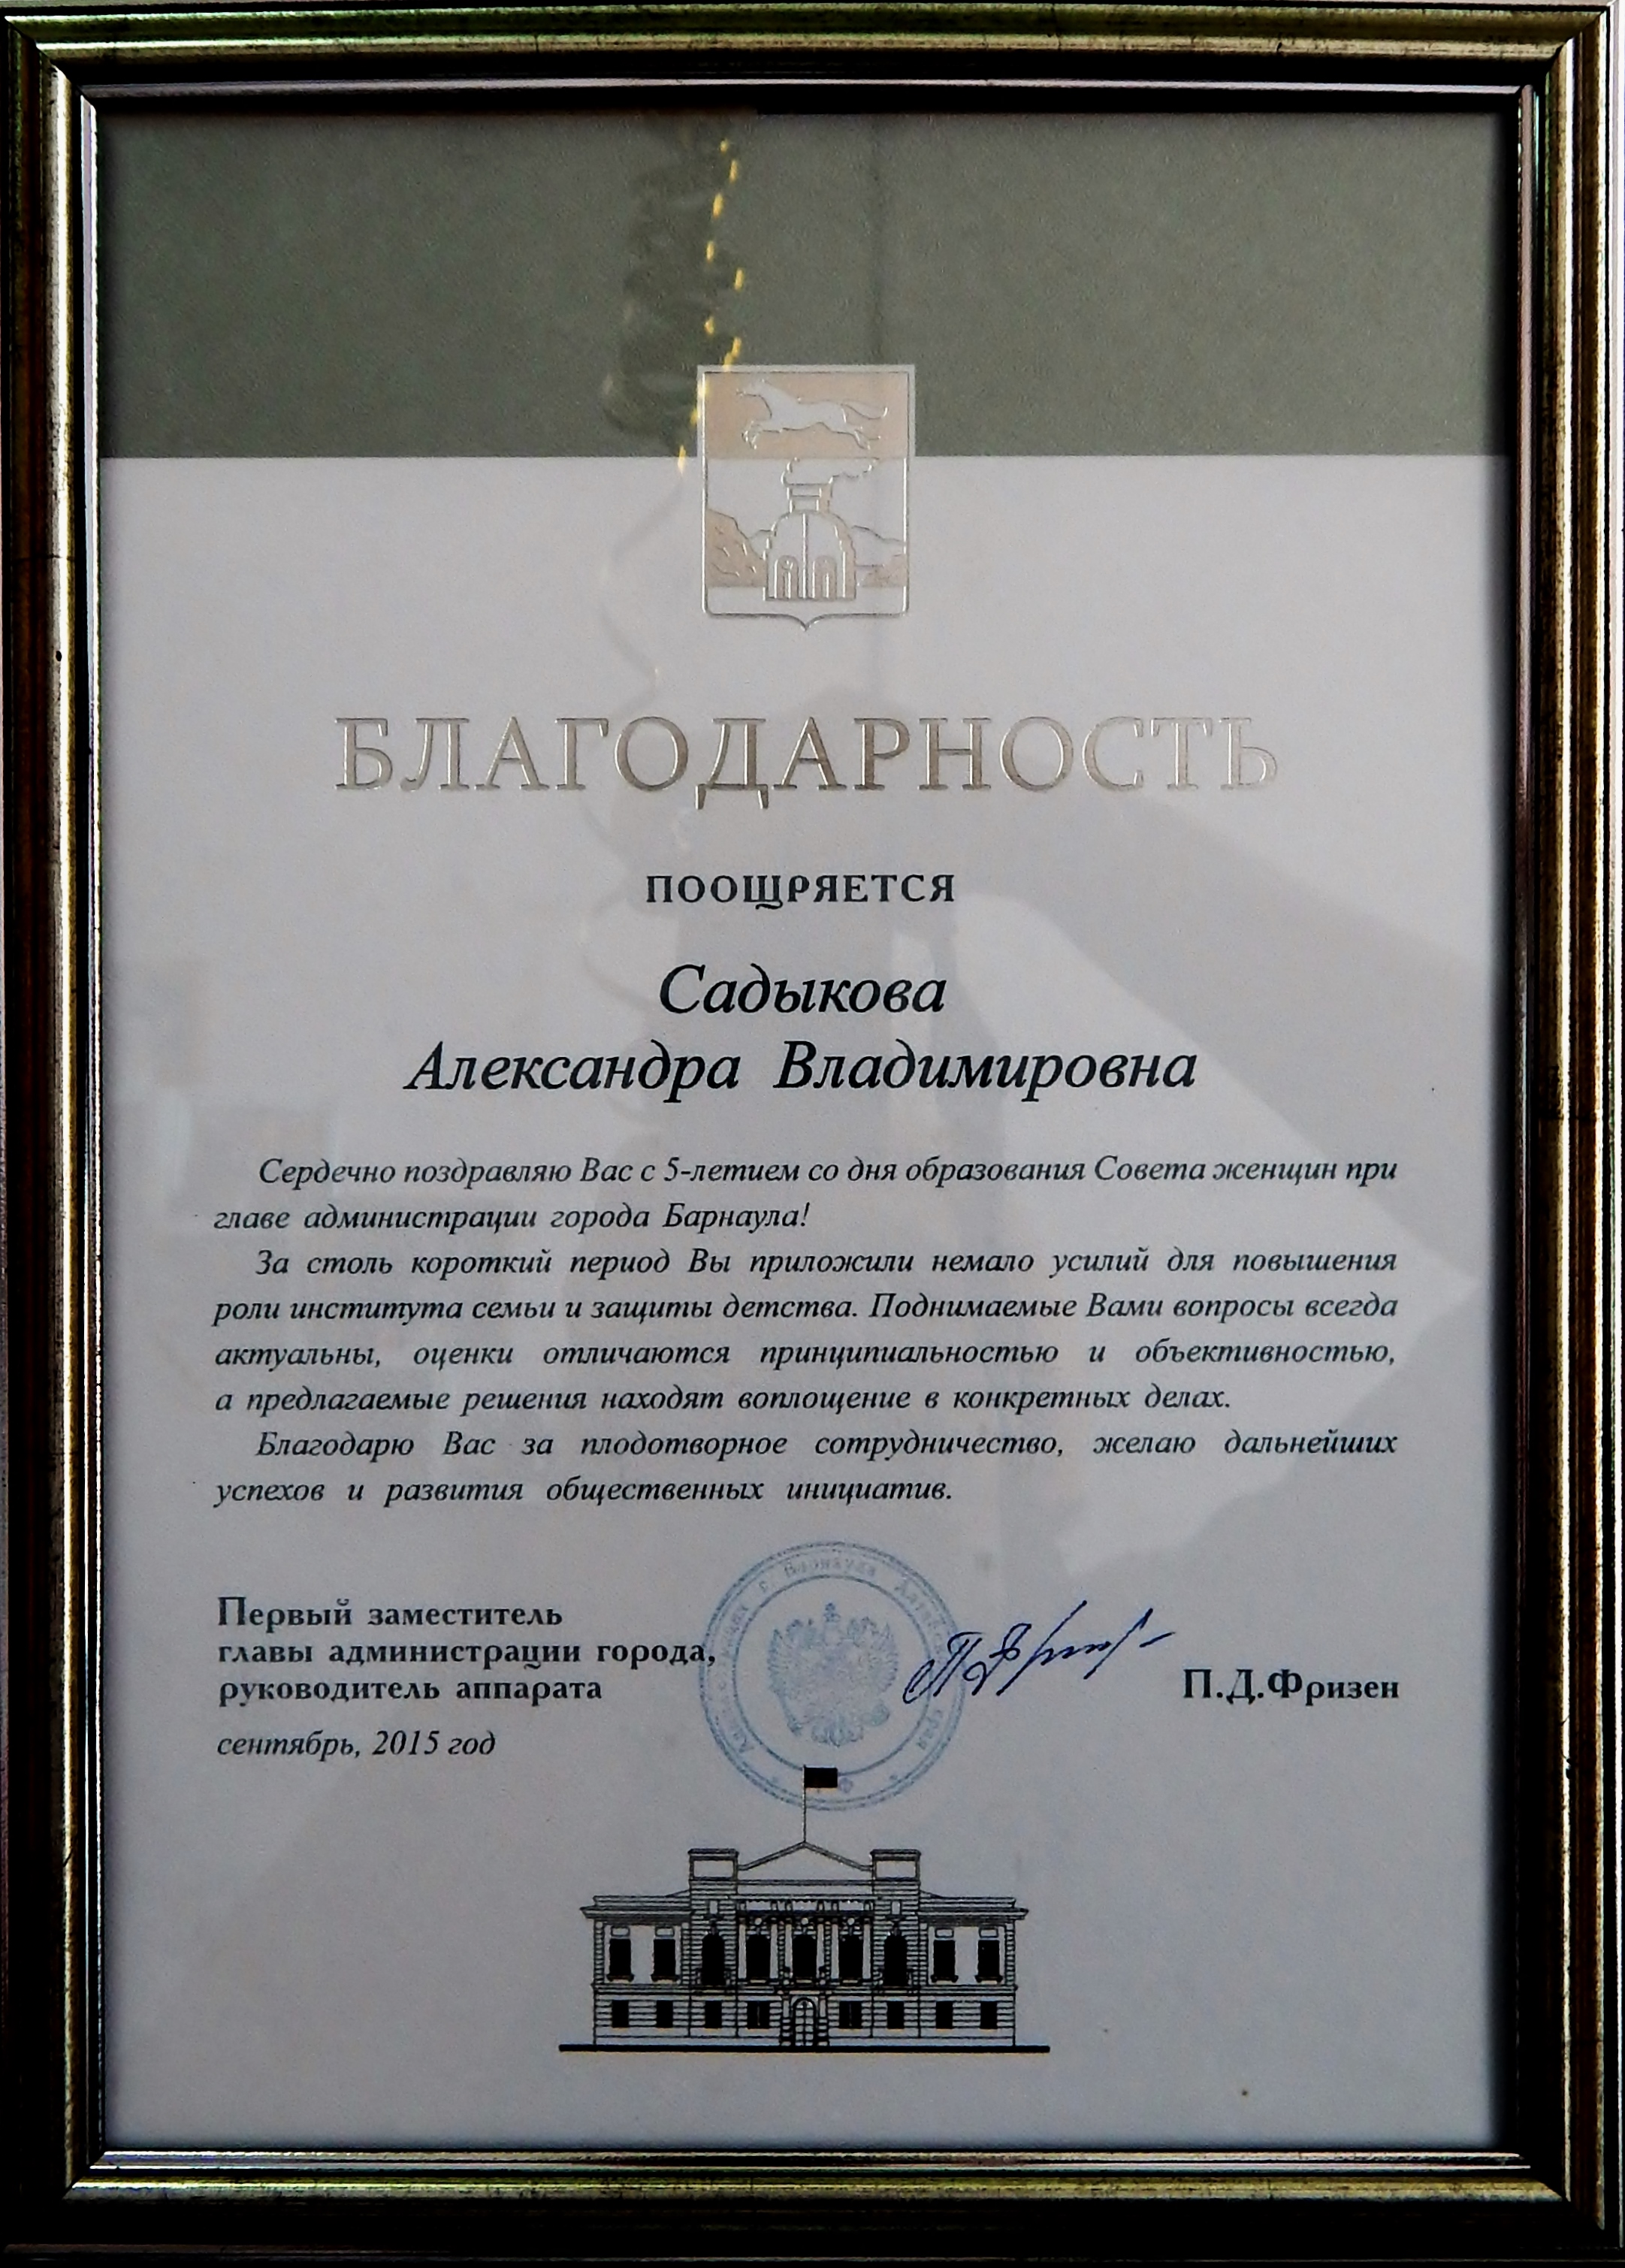 БЛАГОДАРНОСТЬ
ПООЩРЯЕТСЯ
Садыкова
Александра Владимировна
Сердечно поздравляю Вас с 5-летием со дня образования Совета женщин при
главе администрации города Барнаула!
За столь короткий период Вы приложили немало усилий для повышения
роли института семьи и защиты детства. Поднимаемые Вами вопросы всегда
актуальны, оценки отличаются принципиальностью и объективностью,
а предлагаемые решения находят воплощение в конкретных делах.
Благодарю Вас за плодотворное сотрудничество, желаю дальнейших
успехов и развития общественных инициатив.
Первый заместитель
главы администрации города,
руководитель аппарата
П.Д.Фризен
сентябрь, 2015 год
г. Барнаула